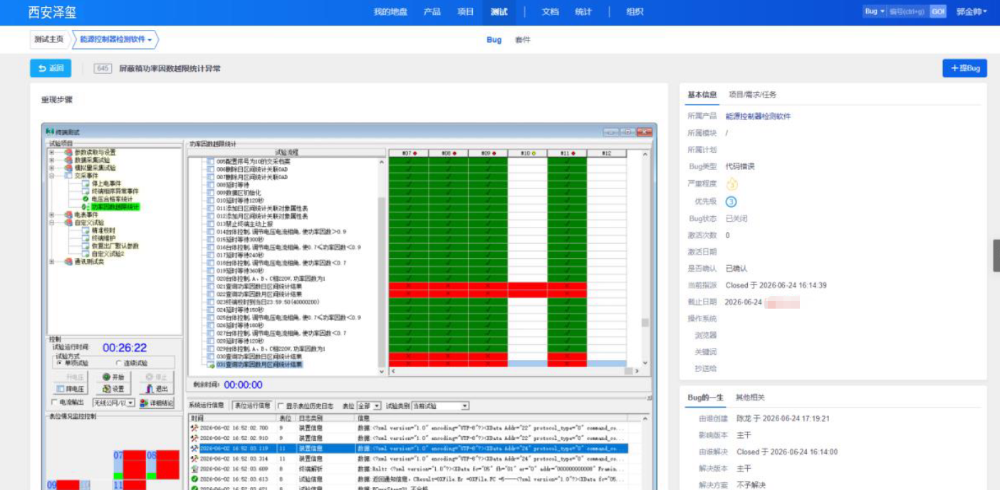 西安泽玺
我的地盘 产品 项目 测试 文档 统计 组织
Bug 编号(ctrl+g) GO! 郭全帅
测试主页 能源控制器检测软件
Bug 套件
返回 645 屏蔽箱功率因数越限统计异常 提Bug
重现步骤
终端测试
试验项目
参数读取与设置
数据采集试验
模拟量采集试验
交采事件
停上电事件
终端相序异常事件
电压合格率统计
功率因数越限统计
电表事件
自定义试验
精准校时
终端维护
恢复出厂默认参数
自定义试验2
通讯测试类
控制
试验运行时间: 00:26:22
试验方式
单项试验 连续试验
升电压 开始 停止
降电压 设置 退出
电流输出 无线公网/以 详细结论
表位情况监控控制
07 08
09 11
功率因数越限统计
试验流程 #07 #08 #09 #10 #11 #12
005配置序号为10的交采档案
006删除日区间统计关联OAD
007删除月区间统计关联OAD
008延时等待
009数据区初始化
010延时等待120秒
011添加日区间统计关联对象属性表
012添加月区间统计关联对象属性表
013禁止终端主动上报
014台体控制,调节电压电流相角,使功率因数>0.9
015延时等待300秒
016台体控制,调节电压电流相角,使0.7≤功率因数<0.9
017延时等待240秒
018台体控制,调节电压电流相角,使功率因数<0.7
019延时等待360秒
020台体控制,A、B、C相220V,功率因数为1
021查询功率因数日区间统计结果
022查询功率因数月区间统计结果
023终端校时到当日23:59:50(40000200)
024延时等待150秒
025台体控制,调节电压电流相角,使0.7≤功率因数<0.9
026延时等待180秒
027台体控制,调节电压电流相角,使功率因数<0.7
028延时等待120秒
029台体控制,A、B、C相220V,功率因数为1
030查询功率因数日区间统计结果
031查询功率因数月区间统计结果
剩余时间: 00:00:00
系统运行信息 表位运行信息 显示表位历史日志 表位 全部 试验类别 当前试验
时间 表位 日志类别 信息
2026-06-02 16:52:02.700 9 装置信息 数据:<?xml version="1.0" encoding="UTF-8"?><XData Addr="22" protocol_type="0" command_co...
2026-06-02 16:52:02.910 9 装置信息 数据:<?xml version="1.0" encoding="UTF-8"?><XData Addr="22" protocol_type="0" command_co...
2026-06-02 16:52:03.119 11 装置信息 数据:<?xml version="1.0" encoding="UTF-8"?><XData Addr="24" protocol_type="0" command_co...
2026-06-02 16:52:03.314 11 装置信息 数据:<?xml version="1.0" encoding="UTF-8"?><XData Addr="24" protocol_type="0" command_co...
2026-06-02 16:52:03.609 8 终端解析
2026-06-02 16:52:03.613 8 试验信息
基本信息 项目/需求/任务
所属产品 能源控制器检测软件
所属模块 /
所属计划
Bug类型 代码错误
严重程度 3
优先级 3
Bug状态 已关闭
激活次数 0
激活日期
是否确认 已确认
当前指派 Closed 于 2026-06-24 16:14:39
截止日期 2026-06-24
操作系统
浏览器
关键词
抄送给
Bug的一生 其他相关
由谁创建 陈龙 于 2026-06-24 17:19:21
影响版本 主干
由谁解决 Closed 于 2026-06-24 16:14:00
解决版本 主干
解决方案 不予解决